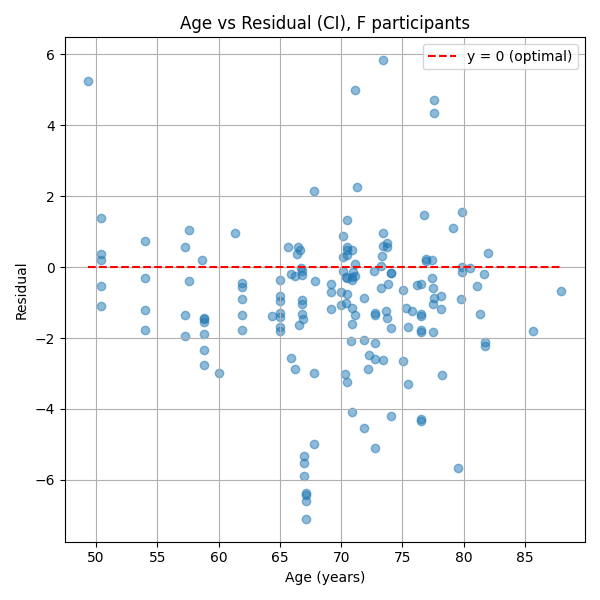 Age vs Residual (CI), F participants
y = 0 (optimal)
6
4
2
0
−2
−4
−6
Residual
50 55 60 65 70 75 80 85
Age (years)